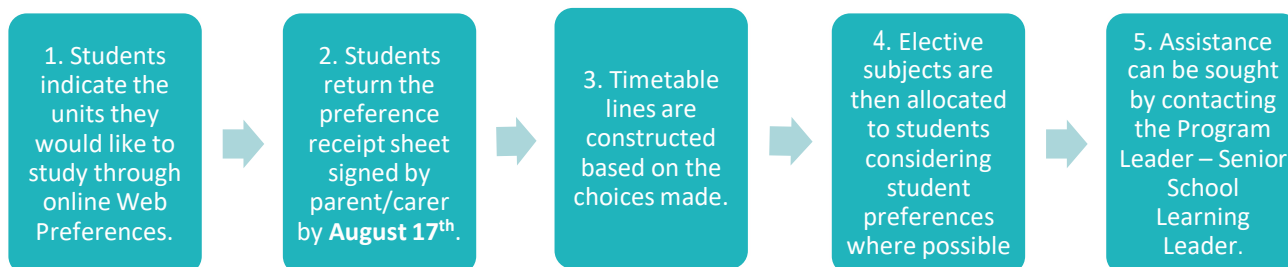 1. Students
indicate the
units they
would like to
study through
online Web
Preferences.
2. Students
return the
preference
receipt sheet
signed by
parent/carer
by August 17th.
3. Timetable
lines are
constructed
based on the
choices made.
4. Elective
subjects are
then allocated
to students
considering
student
preferences
where possible
5. Assistance
can be sought
by contacting
the Program
Leader – Senior
School
Learning
Leader.